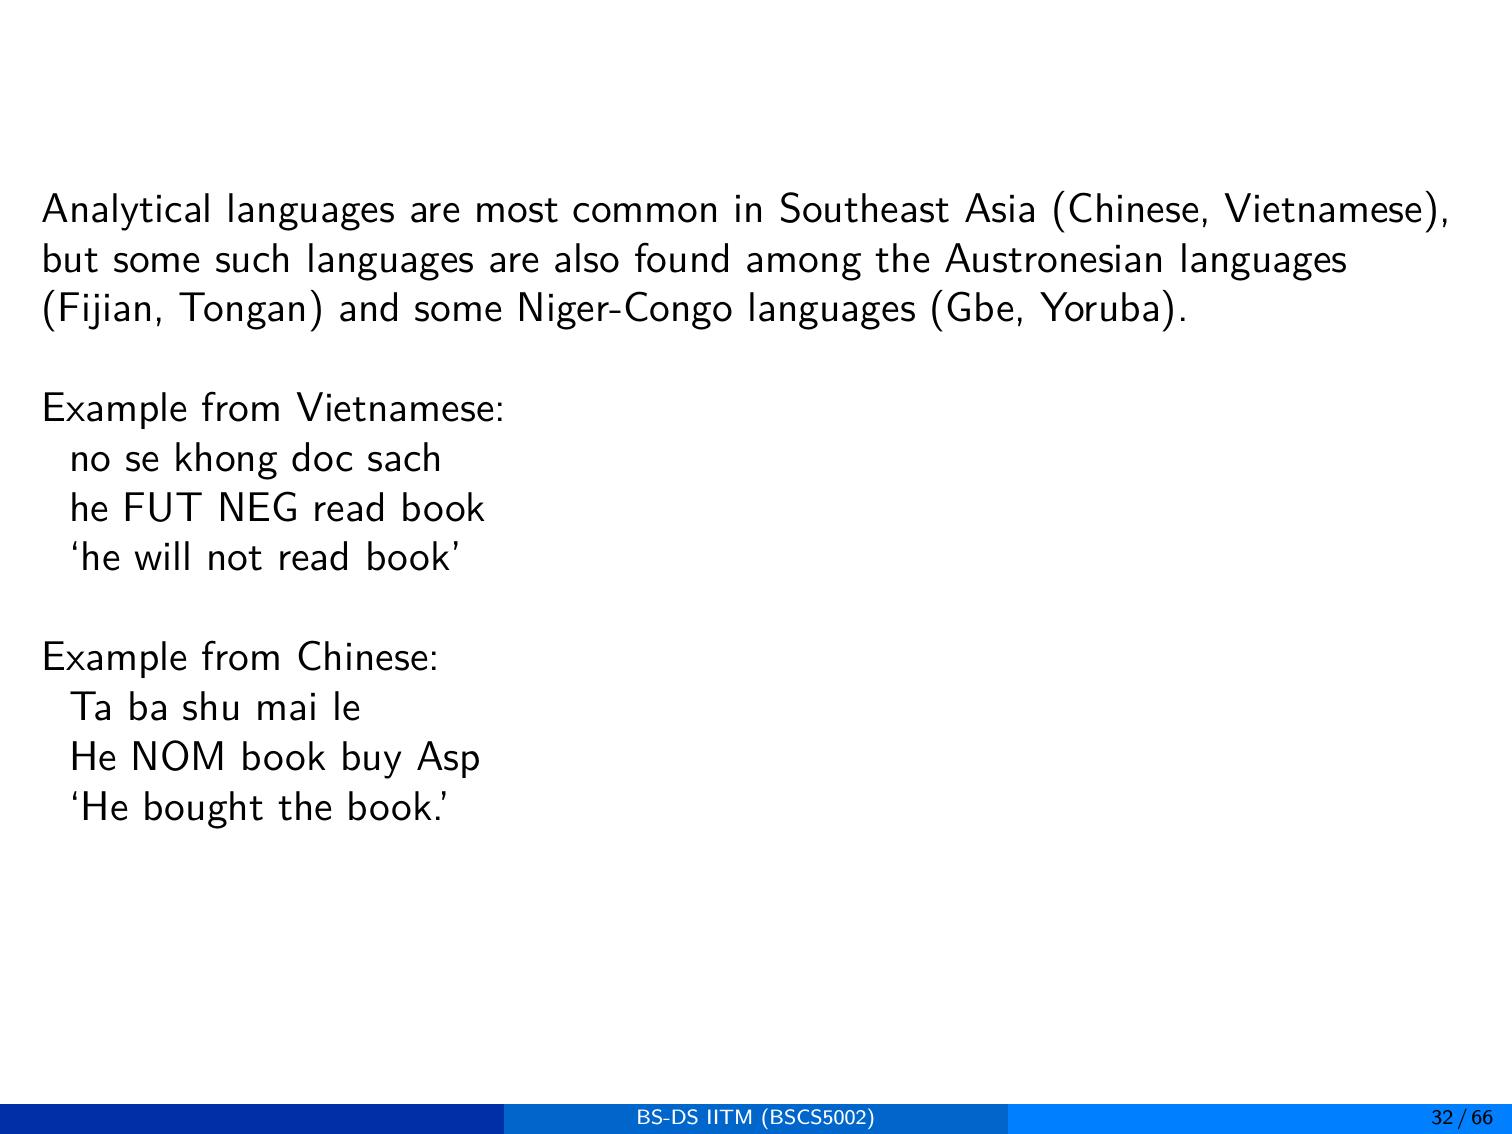 Analytical languages are most common in Southeast Asia (Chinese, Vietnamese),
but some such languages are also found among the Austronesian languages
(Fijian, Tongan) and some Niger-Congo languages (Gbe, Yoruba).
Example from Vietnamese:
no se khong doc sach
he FUT NEG read book
‘he will not read book’
Example from Chinese:
Ta ba shu mai le
He NOM book buy Asp
‘He bought the book.’
BS-DS IITM (BSCS5002)
32 / 66